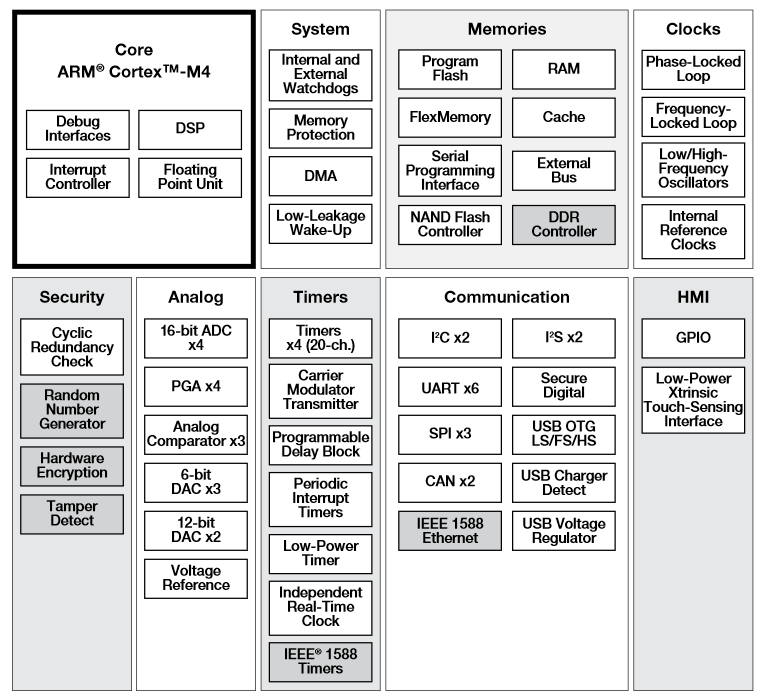 Core
ARM® Cortex™-M4
Debug
Interfaces
DSP
Interrupt
Controller
Floating
Point Unit
System
Internal and
External
Watchdogs
Memory
Protection
DMA
Low-Leakage
Wake-Up
Memories
Program
Flash
RAM
FlexMemory
Cache
Serial
Programming
Interface
External
Bus
NAND Flash
Controller
DDR
Controller
Clocks
Phase-Locked
Loop
Frequency-
Locked Loop
Low/High-
Frequency
Oscillators
Internal
Reference
Clocks
Security
Cyclic
Redundancy
Check
Random
Number
Generator
Hardware
Encryption
Tamper
Detect
Analog
16-bit ADC
x4
PGA x4
Analog
Comparator x3
6-bit
DAC x3
12-bit
DAC x2
Voltage
Reference
Timers
Timers
x4 (20-ch.)
Carrier
Modulator
Transmitter
Programmable
Delay Block
Periodic
Interrupt
Timers
Low-Power
Timer
Independent
Real-Time
Clock
IEEE® 1588
Timers
Communication
I²C x2
I²S x2
UART x6
Secure
Digital
SPI x3
USB OTG
LS/FS/HS
CAN x2
USB Charger
Detect
IEEE 1588
Ethernet
USB Voltage
Regulator
HMI
GPIO
Low-Power
Xtrinsic
Touch-Sensing
Interface